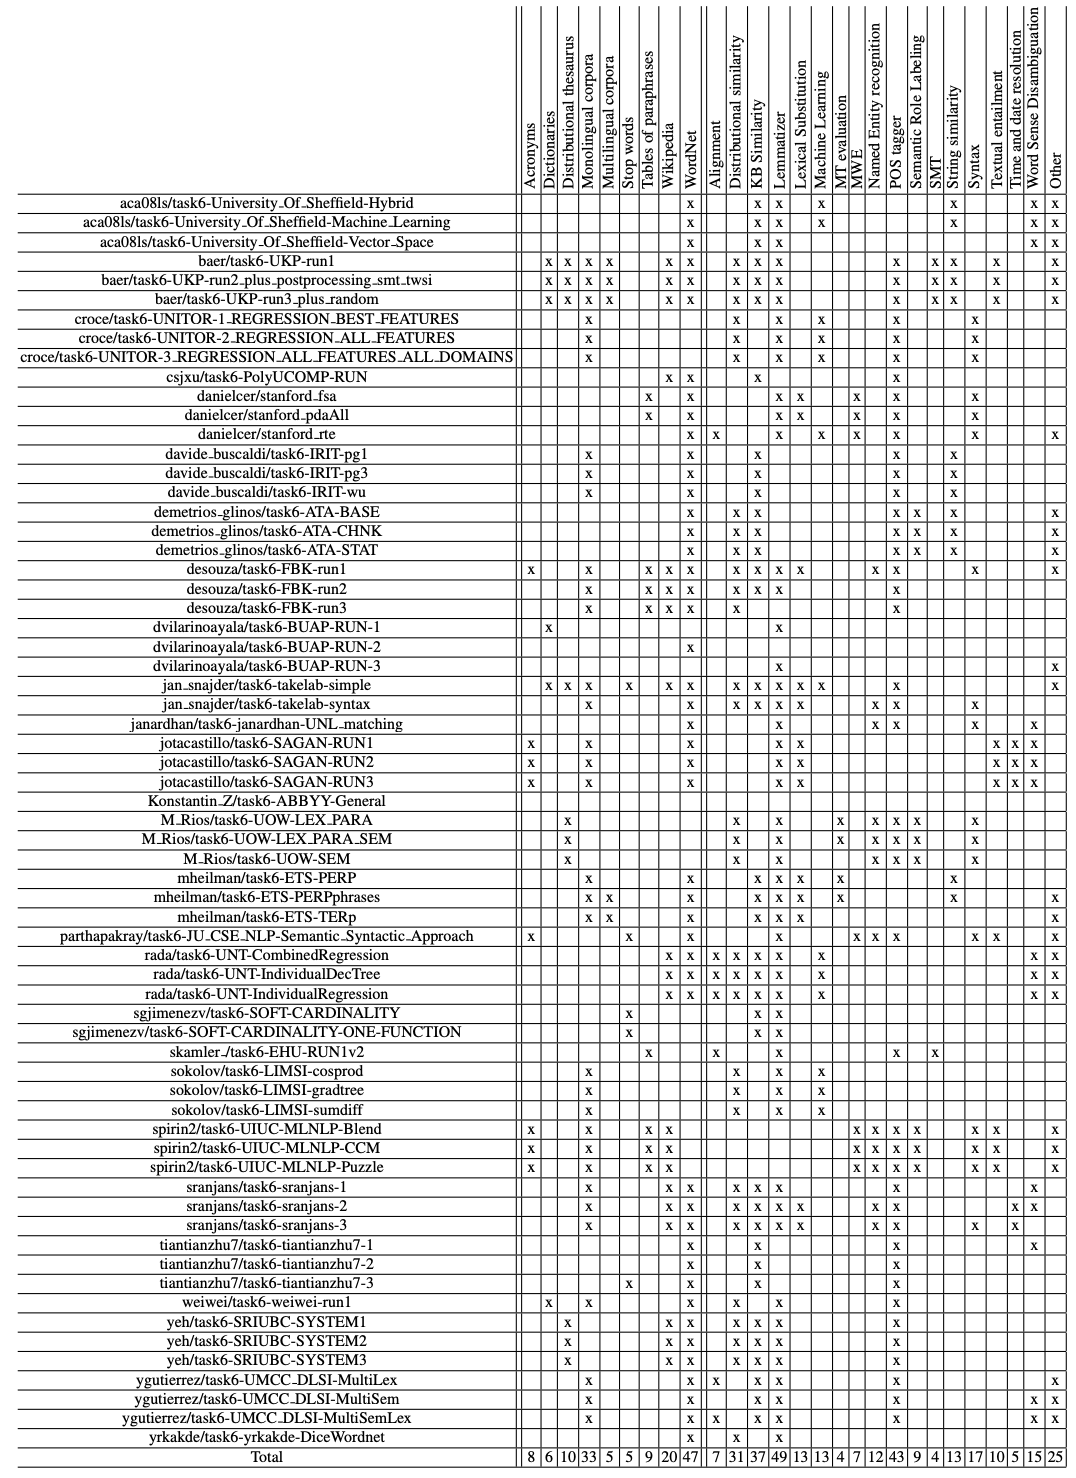 Acronyms Dictionaries Distributional thesaurus Monolingual corpora Multilingual corpora Stop words Tables of paraphrases Wikipedia WordNet Alignment Distributional similarity KB Similarity Lemmatizer Lexical Substitution Machine Learning MT evaluation MWE Named Entity recognition POS tagger Semantic Role Labeling SMT String similarity Syntax Textual entailment Time and date resolution Word Sense Disambiguation Other
aca08ls/task6-University_Of_Sheffield-Hybrid x x x x x x x
aca08ls/task6-University_Of_Sheffield-Machine_Learning x x x x x x x
aca08ls/task6-University_Of_Sheffield-Vector_Space x x x x x
baer/task6-UKP-run1 x x x x x x x x x x x x x x
baer/task6-UKP-run2_plus_postprocessing_smt_twsi x x x x x x x x x x x x x x
baer/task6-UKP-run3_plus_random x x x x x x x x x x x x x x
croce/task6-UNITOR-1_REGRESSION_BEST_FEATURES x x x x x x
croce/task6-UNITOR-2_REGRESSION_ALL_FEATURES x x x x x x
croce/task6-UNITOR-3_REGRESSION_ALL_FEATURES_ALL_DOMAINS x x x x x x
csjxu/task6-PolyUCOMP-RUN x x x x
danielcer/stanford_fsa x x x x x x x
danielcer/stanford_pdaAll x x x x x x x
danielcer/stanford_rte x x x x x x x x
davide_buscaldi/task6-IRIT-pg1 x x x x x
davide_buscaldi/task6-IRIT-pg3 x x x x x
davide_buscaldi/task6-IRIT-wu x x x x x
demetrios_glinos/task6-ATA-BASE x x x x x x x
demetrios_glinos/task6-ATA-CHNK x x x x x x x
demetrios_glinos/task6-ATA-STAT x x x x x x x
desouza/task6-FBK-run1 x x x x x x x x x x x x x
desouza/task6-FBK-run2 x x x x x x x x
desouza/task6-FBK-run3 x x x x x x
dvilarinoayala/task6-BUAP-RUN-1 x x
dvilarinoayala/task6-BUAP-RUN-2 x
dvilarinoayala/task6-BUAP-RUN-3 x x
jan_snajder/task6-takelab-simple x x x x x x x x x x x x x
jan_snajder/task6-takelab-syntax x x x x x x x x x
janardhan/task6-janardhan-UNL_matching x x x x x x
jotacastillo/task6-SAGAN-RUN1 x x x x x x x x
jotacastillo/task6-SAGAN-RUN2 x x x x x x x x
jotacastillo/task6-SAGAN-RUN3 x x x x x x x x
Konstantin_Z/task6-ABBYY-General
M_Rios/task6-UOW-LEX_PARA x x x x x x x x
M_Rios/task6-UOW-LEX_PARA_SEM x x x x x x x x
M_Rios/task6-UOW-SEM x x x x x x x
mheilman/task6-ETS-PERP x x x x x x x
mheilman/task6-ETS-PERPphrases x x x x x x x x x
mheilman/task6-ETS-TERp x x x x x x x
parthapakray/task6-JU_CSE_NLP-Semantic_Syntactic_Approach x x x x x x x x x x
rada/task6-UNT-CombinedRegression x x x x x x x x x
rada/task6-UNT-IndividualDecTree x x x x x x x x x
rada/task6-UNT-IndividualRegression x x x x x x x x x
sgjimenezv/task6-SOFT-CARDINALITY x x x
sgjimenezv/task6-SOFT-CARDINALITY-ONE-FUNCTION x x x
skamler_/task6-EHU-RUN1v2 x x x x x
sokolov/task6-LIMSI-cosprod x x x x
sokolov/task6-LIMSI-gradtree x x x x
sokolov/task6-LIMSI-sumdiff x x x x
spirin2/task6-UIUC-MLNLP-Blend x x x x x x x x x x x
spirin2/task6-UIUC-MLNLP-CCM x x x x x x x x x x x
spirin2/task6-UIUC-MLNLP-Puzzle x x x x x x x x x x x
sranjans/task6-sranjans-1 x x x x x x x x
sranjans/task6-sranjans-2 x x x x x x x x x x x
sranjans/task6-sranjans-3 x x x x x x x x x x x
tiantianzhu7/task6-tiantianzhu7-1 x x x x
tiantianzhu7/task6-tiantianzhu7-2 x x x
tiantianzhu7/task6-tiantianzhu7-3 x x x x
weiwei/task6-weiwei-run1 x x x x x x
yeh/task6-SRIUBC-SYSTEM1 x x x x x x x
yeh/task6-SRIUBC-SYSTEM2 x x x x x x x
yeh/task6-SRIUBC-SYSTEM3 x x x x x x x
ygutierrez/task6-UMCC_DLSI-MultiLex x x x x x x x
ygutierrez/task6-UMCC_DLSI-MultiSem x x x x x x x
ygutierrez/task6-UMCC_DLSI-MultiSemLex x x x x x x x x
yrkakde/task6-yrkakde-DiceWordnet x x x
Total 8 6 10 33 5 5 9 20 47 7 31 37 49 13 13 4 7 12 43 9 4 13 17 10 5 15 25